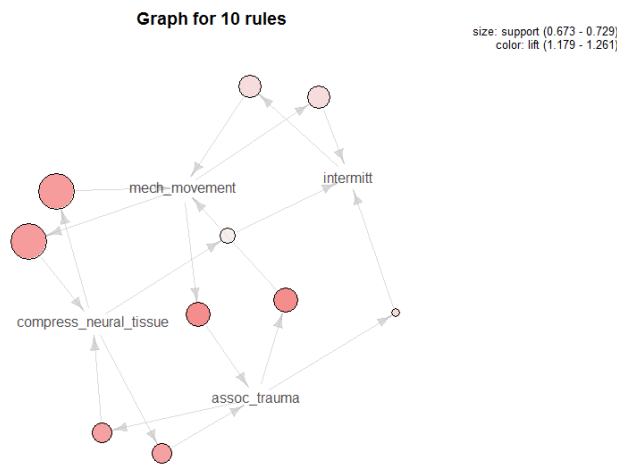 Graph for 10 rules
size: support (0.673 - 0.729)
color: lift (1.179 - 1.261)
mech_movement
intermitt
compress_neural_tissue
assoc_trauma